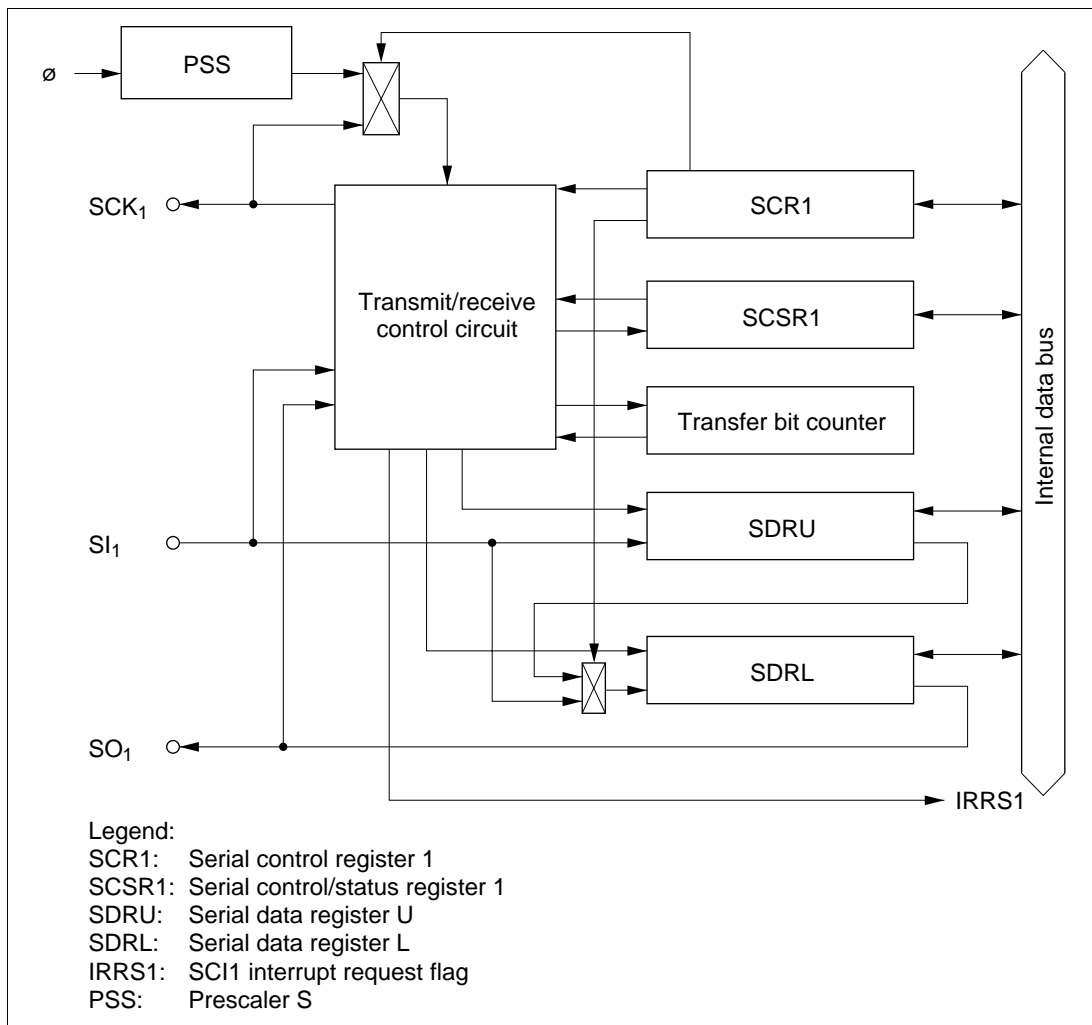 PSS
ø
SCK1
SCR1
Transmit/receive
control circuit
SCSR1
Transfer bit counter
Internal data bus
SDRU
SI1
SDRL
SO1
IRRS1
Legend:
SCR1: Serial control register 1
SCSR1: Serial control/status register 1
SDRU: Serial data register U
SDRL: Serial data register L
IRRS1: SCI1 interrupt request flag
PSS: Prescaler S